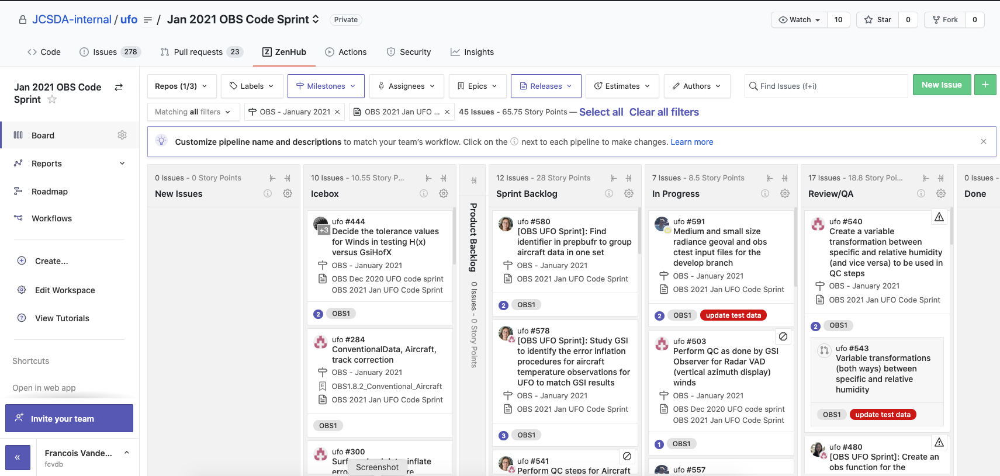 JCSDA-internal / ufo / Jan 2021 OBS Code Sprint Private
Watch 10 Star 0 Fork 0
Code Issues 278 Pull requests 23 ZenHub Actions Security Insights
Jan 2021 OBS Code
Sprint
Board
Reports
Roadmap
Workflows
Create...
Edit Workspace
View Tutorials
Shortcuts
Open in web app
Invite your team
«
Francois Vande...
fcvdb
Repos (1/3) Labels Milestones Assignees Epics Releases Estimates Authors Find Issues (f+i) New Issue +
Matching all filters OBS - January 2021 × OBS 2021 Jan UFO ... × 45 Issues - 65.75 Story Points — Select all Clear all filters
Customize pipeline name and descriptions to match your team's workflow. Click on the next to each pipeline to make changes. Learn more
0 Issues - 0 Story Points
New Issues
10 Issues - 10.55 Story P...
Icebox
ufo #444
+3
Decide the tolerance values
for Winds in testing H(x)
versus GsiHofX
OBS - January 2021
OBS Dec 2020 UFO code sprint
OBS 2021 Jan UFO Code Sprint
2 OBS1
ufo #284
ConventionalData, Aircraft,
track correction
OBS - January 2021
OBS1.8.2_Conventional_Aircraft
OBS 2021 Jan UFO Code Sprint
OBS1
ufo #300
Screenshot
Product Backlog 0 Issues - 0 Story Points
12 Issues - 28 Story Points
Sprint Backlog
ufo #580
[OBS UFO Sprint]: Find
identifier in prepbufr to group
aircraft data in one set
OBS - January 2021
OBS 2021 Jan UFO Code Sprint
2 OBS1
ufo #578
[OBS UFO Sprint]: Study GSI
to identify the error inflation
procedures for aircraft
temperature observations for
UFO to match GSI results
OBS - January 2021
OBS 2021 Jan UFO Code Sprint
3 OBS1
ufo #541
Perform QC steps for Aircraft
7 Issues - 8.5 Story Points
In Progress
ufo #591
Medium and small size
radiance geoval and obs
ctest input files for the
develop branch
OBS - January 2021
OBS 2021 Jan UFO Code Sprint
2 OBS1 update test data
ufo #503
Perform QC as done by GSI
Observer for Radar VAD
(vertical azimuth display)
winds
OBS - January 2021
OBS Dec 2020 UFO code sprint
OBS 2021 Jan UFO Code Sprint
1 OBS1
ufo #557
17 Issues - 18.8 Story Poi...
Review/QA
ufo #540
Create a variable
transformation between
specific and relative humidity
(and vice versa) to be used in
QC steps
OBS - January 2021
OBS 2021 Jan UFO Code Sprint
2 OBS1
ufo #543
Variable transformations
(both ways) between
specific and relative
humidity
OBS1 update test data
ufo #480
[OBS UFO Sprint]: Create an
obs function for the
0 Issues -
Done